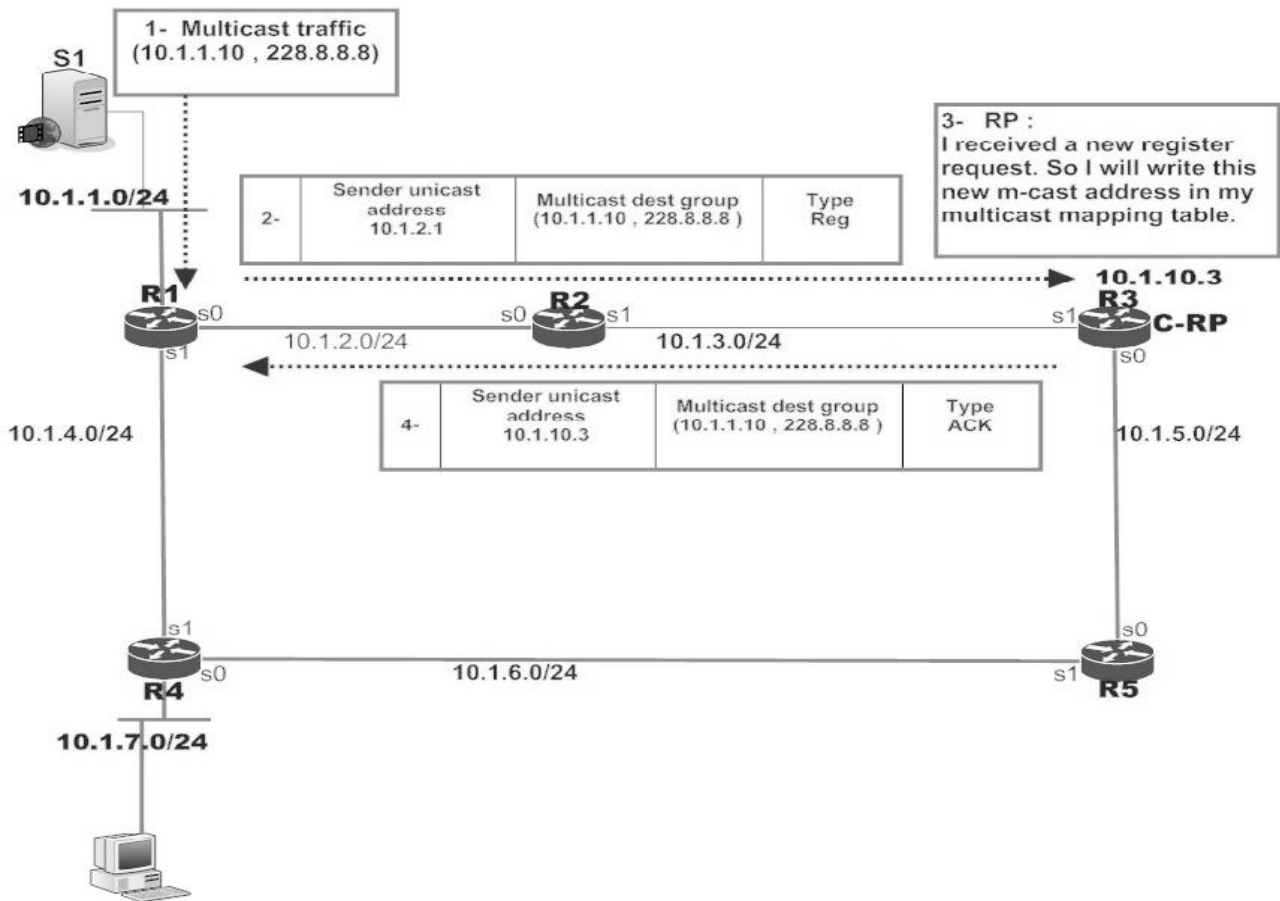 1- Multicast traffic
(10.1.1.10 , 228.8.8.8)
S1
3- RP :
I received a new register
request. So I will write this
new m-cast address in my
multicast mapping table.
10.1.1.0/24
2-
Sender unicast
address
10.1.2.1
Multicast dest group
(10.1.1.10 , 228.8.8.8 )
Type
Reg
10.1.10.3
R1
R2
R3
s0
s0
s1
s1
C-RP
s1
10.1.2.0/24
10.1.3.0/24
s0
4-
Sender unicast
address
10.1.10.3
Multicast dest group
(10.1.1.10 , 228.8.8.8 )
Type
ACK
10.1.4.0/24
10.1.5.0/24
s1
s0
s0
10.1.6.0/24
s1
R4
R5
10.1.7.0/24